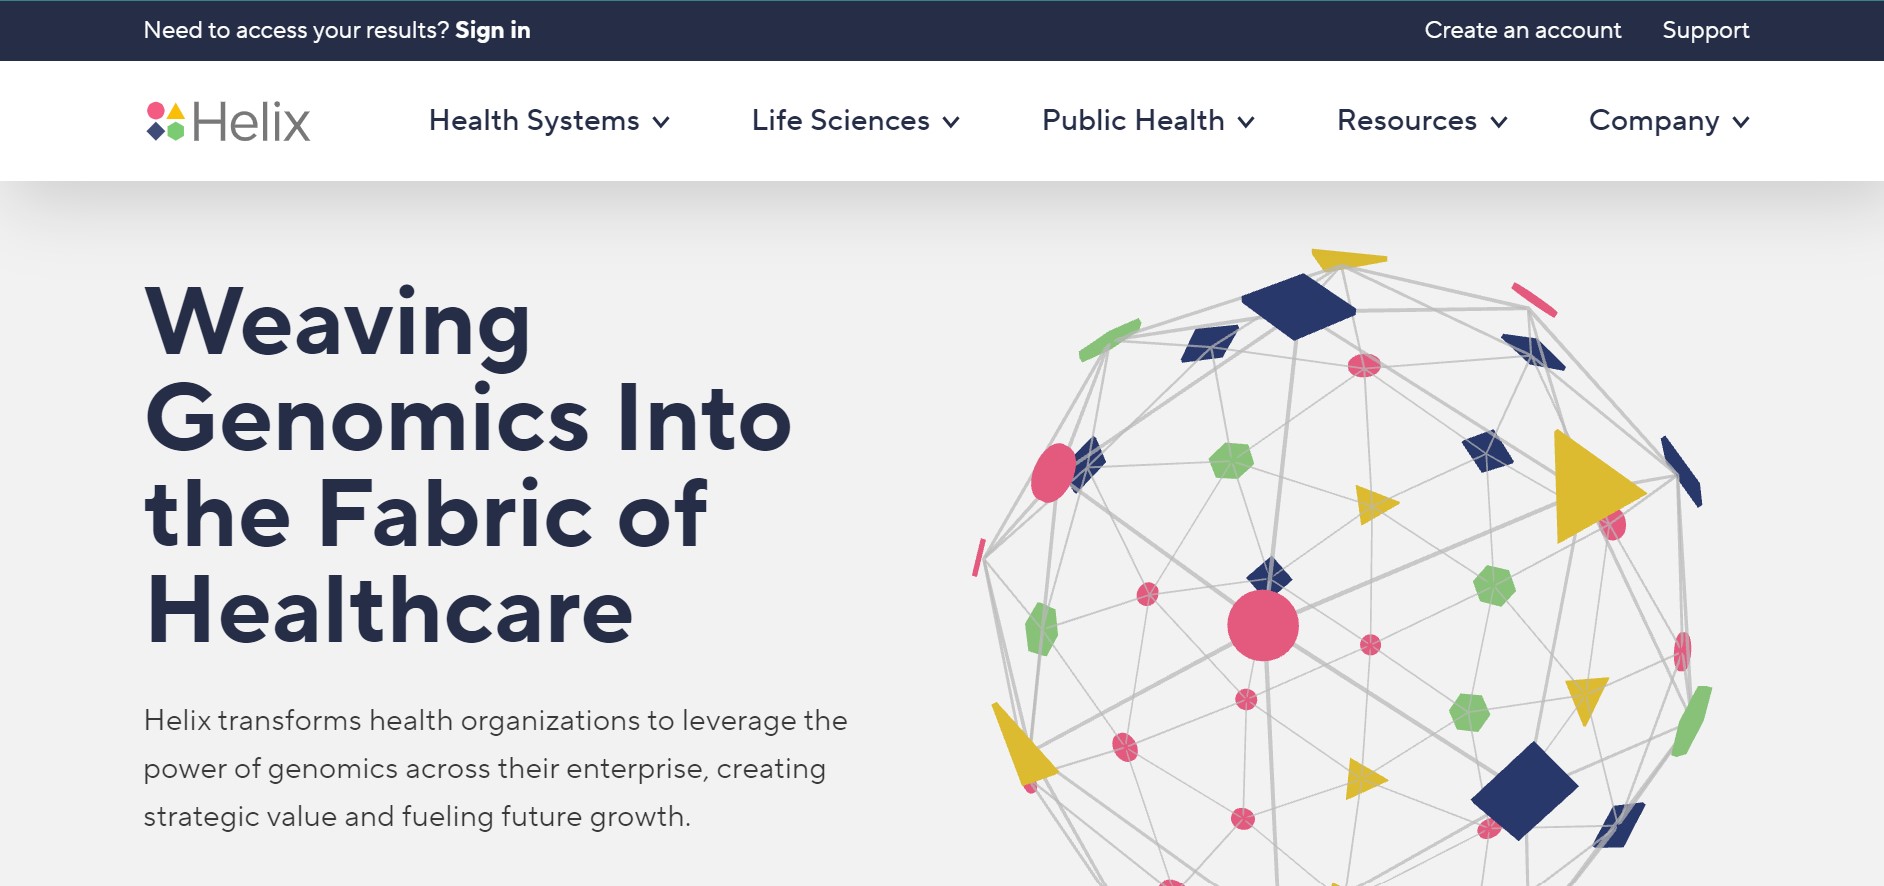 Need to access your results? Sign in
Create an account
Support
Helix
Health Systems
Life Sciences
Public Health
Resources
Company
Weaving
Genomics Into
the Fabric of
Healthcare
Helix transforms health organizations to leverage the
power of genomics across their enterprise, creating
strategic value and fueling future growth.